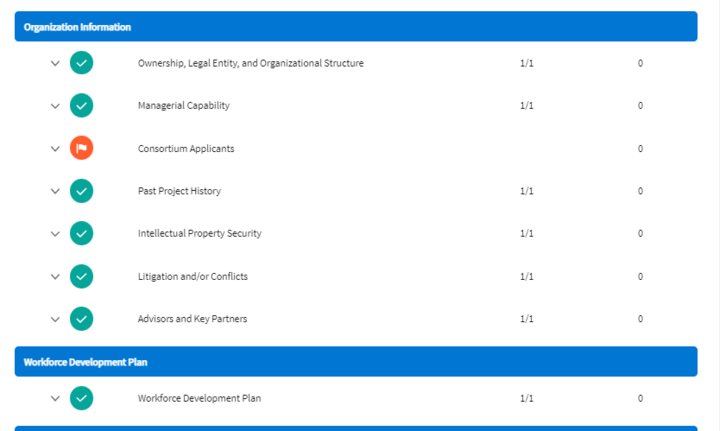 Organization Information
Ownership, Legal Entity, and Organizational Structure 1/1 0
Managerial Capability 1/1 0
Consortium Applicants 0
Past Project History 1/1 0
Intellectual Property Security 1/1 0
Litigation and/or Conflicts 1/1 0
Advisors and Key Partners 1/1 0
Workforce Development Plan
Workforce Development Plan 1/1 0